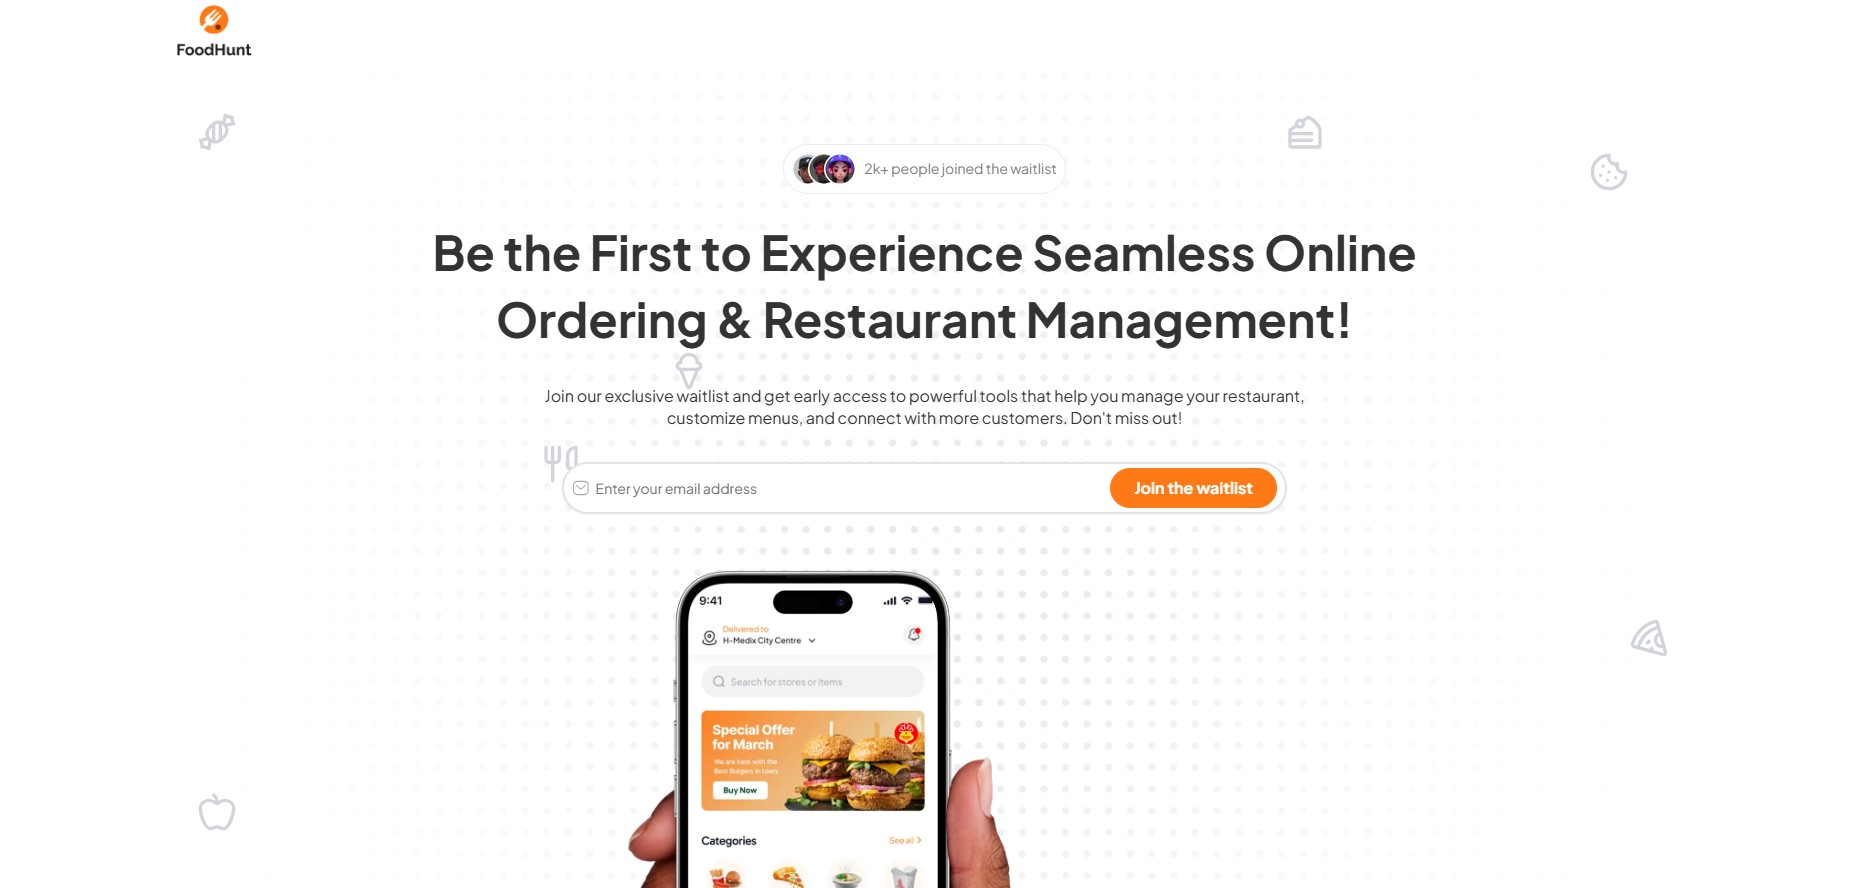 FoodHunt
2k+ people joined the waitlist
Be the First to Experience Seamless Online
Ordering & Restaurant Management!
Join our exclusive waitlist and get early access to powerful tools that help you manage your restaurant,
customize menus, and connect with more customers. Don't miss out!
Enter your email address
Join the waitlist
9:41
Delivered to
H-Medix City Centre
Search for stores or items
Special Offer
for March
We are here with the
Best Burgers in town.
Buy Now
Categories
See all